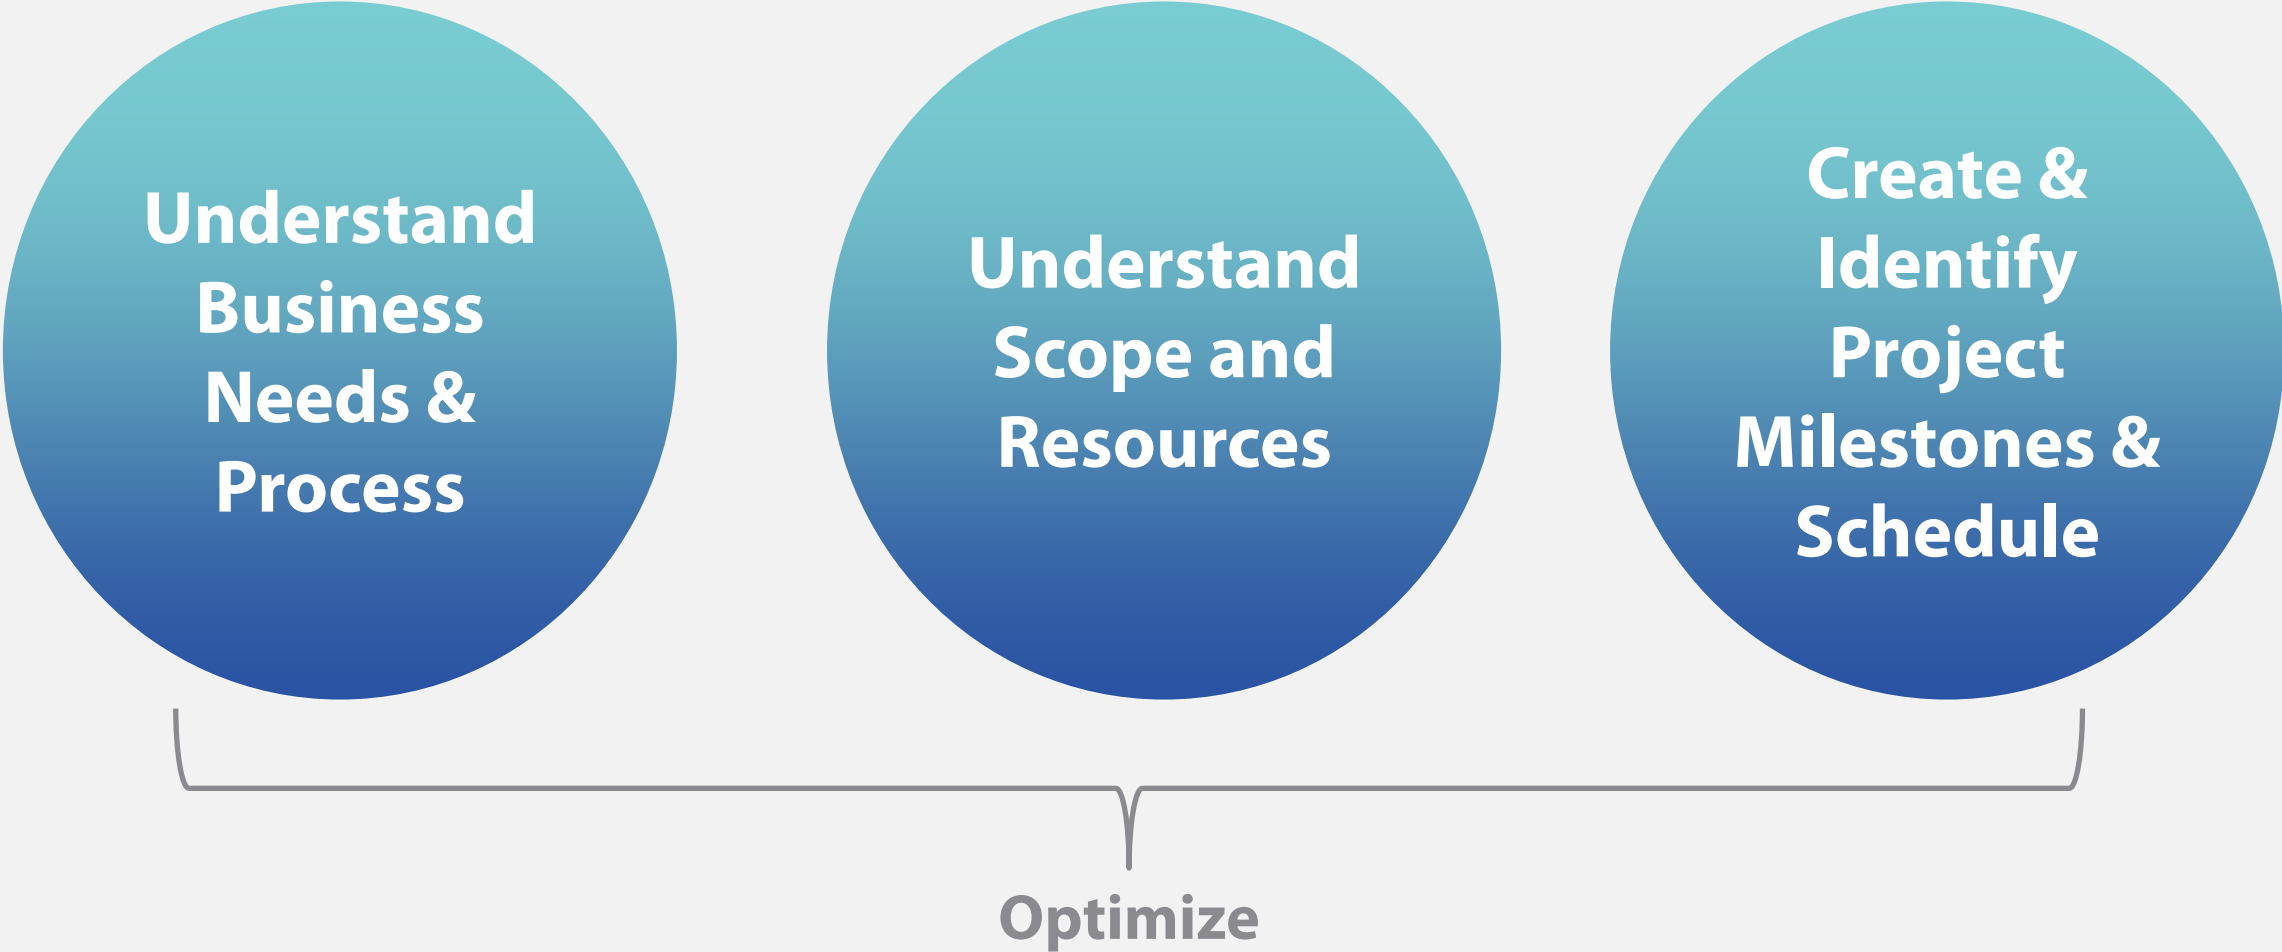 Understand
Business
Needs &
Process
Understand
Scope and
Resources
Create &
Identify
Project
Milestones &
Schedule
Optimize